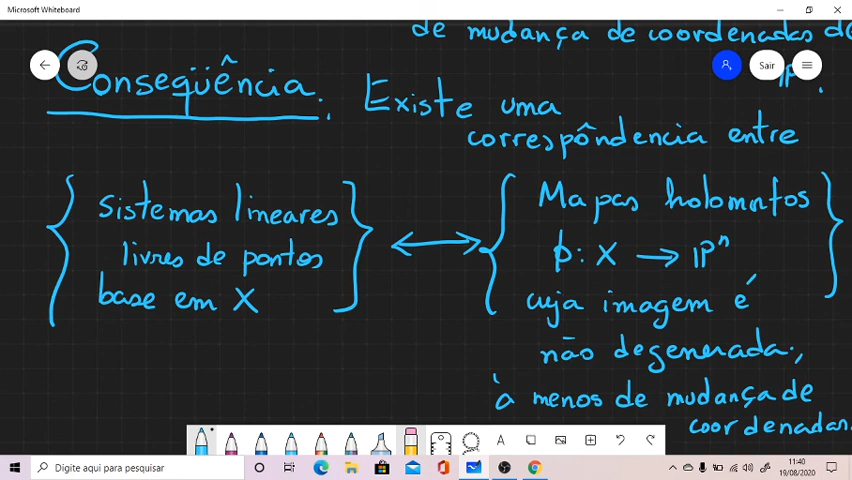 Microsoft Whiteboard
de mudança de coordenadas de
Sair
IP.
Conseqüência. Existe uma
correspôndencia entre
{ sistemas lineares
livres de pontos
base em X }
↔
{ Mapas holomorfos
ϕ: X → IPⁿ
cuja imagem é
não degenerada.,
à menos de mudança de
coordenadas. }
Digite aqui para pesquisar
11:40
19/08/2020